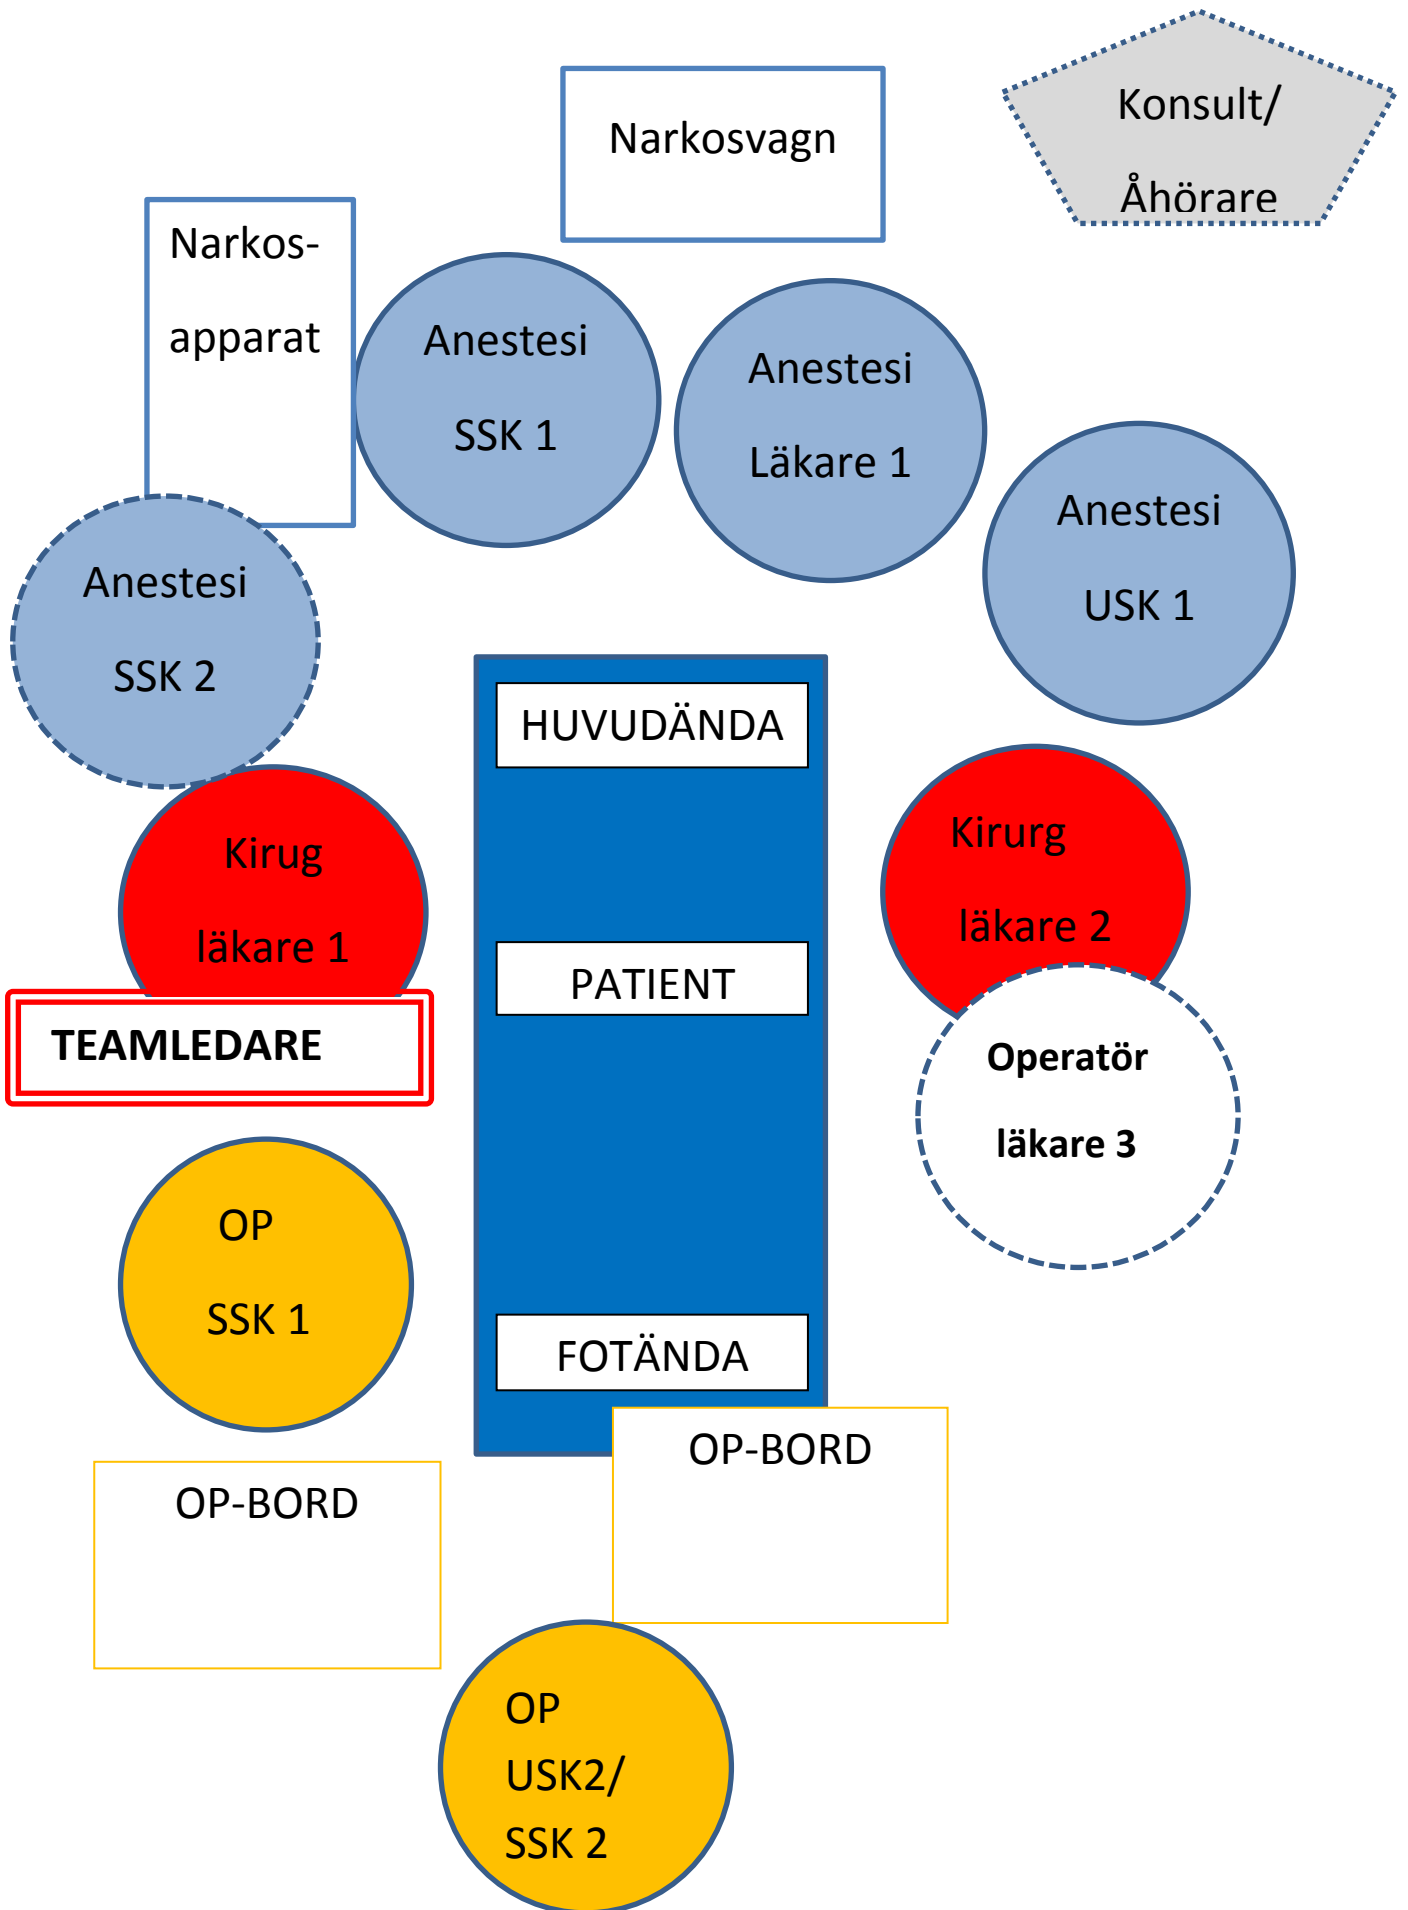 Konsult/
Åhörare
Narkosvagn
Narkos-
apparat
Anestesi
SSK 1
Anestesi
Läkare 1
Anestesi
USK 1
Anestesi
SSK 2
HUVUDÄNDA
Kirug
läkare 1
Kirurg
läkare 2
PATIENT
TEAMLEDARE
Operatör
läkare 3
OP
SSK 1
FOTÄNDA
OP-BORD
OP-BORD
OP
USK2/
SSK 2